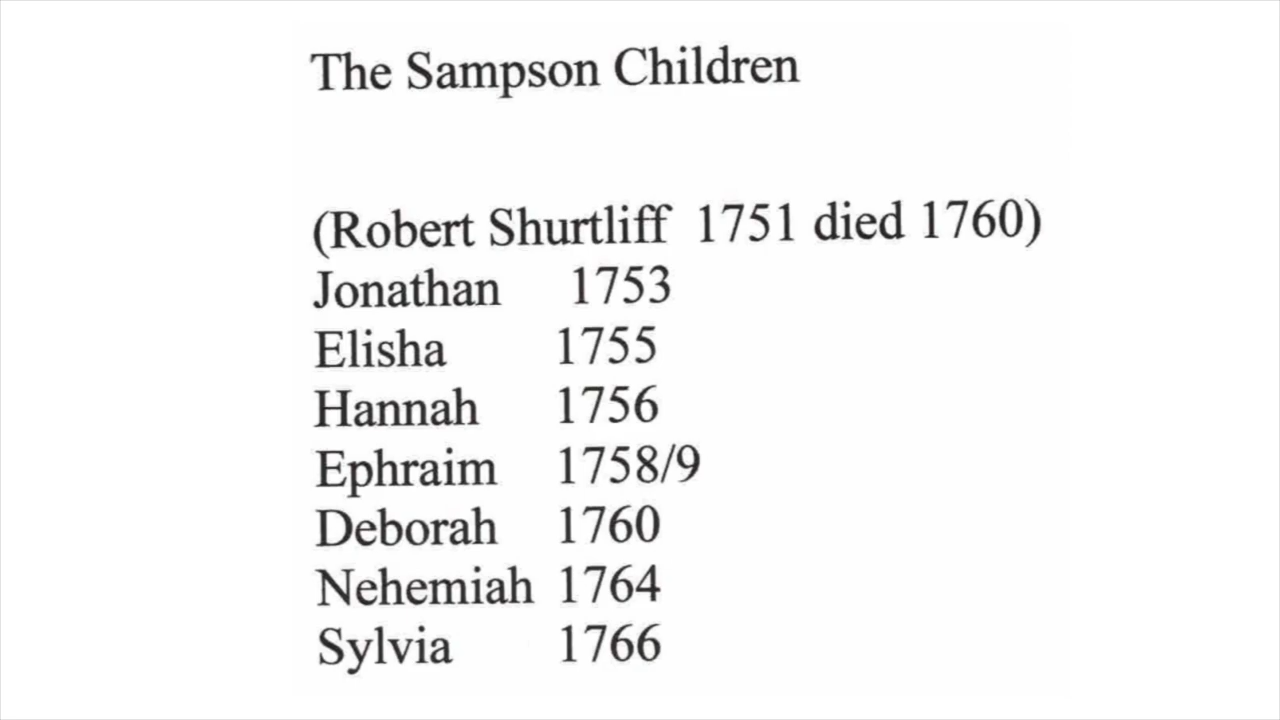 The Sampson Children
(Robert Shurtliff 1751 died 1760)
Jonathan 1753
Elisha 1755
Hannah 1756
Ephraim 1758/9
Deborah 1760
Nehemiah 1764
Sylvia 1766